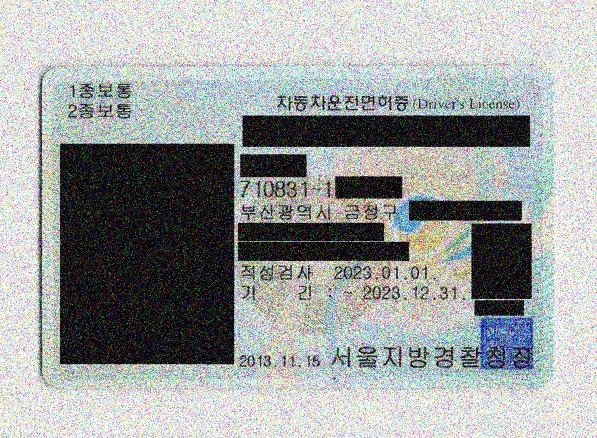 1종보통
2종보통
자동차운전면허증 (Driver's License)
710831-1
부산광역시 금정구
적성검사 2023.01.01.
기 간 : ~ 2023.12.31.
2013.11.15 서울지방경찰청장